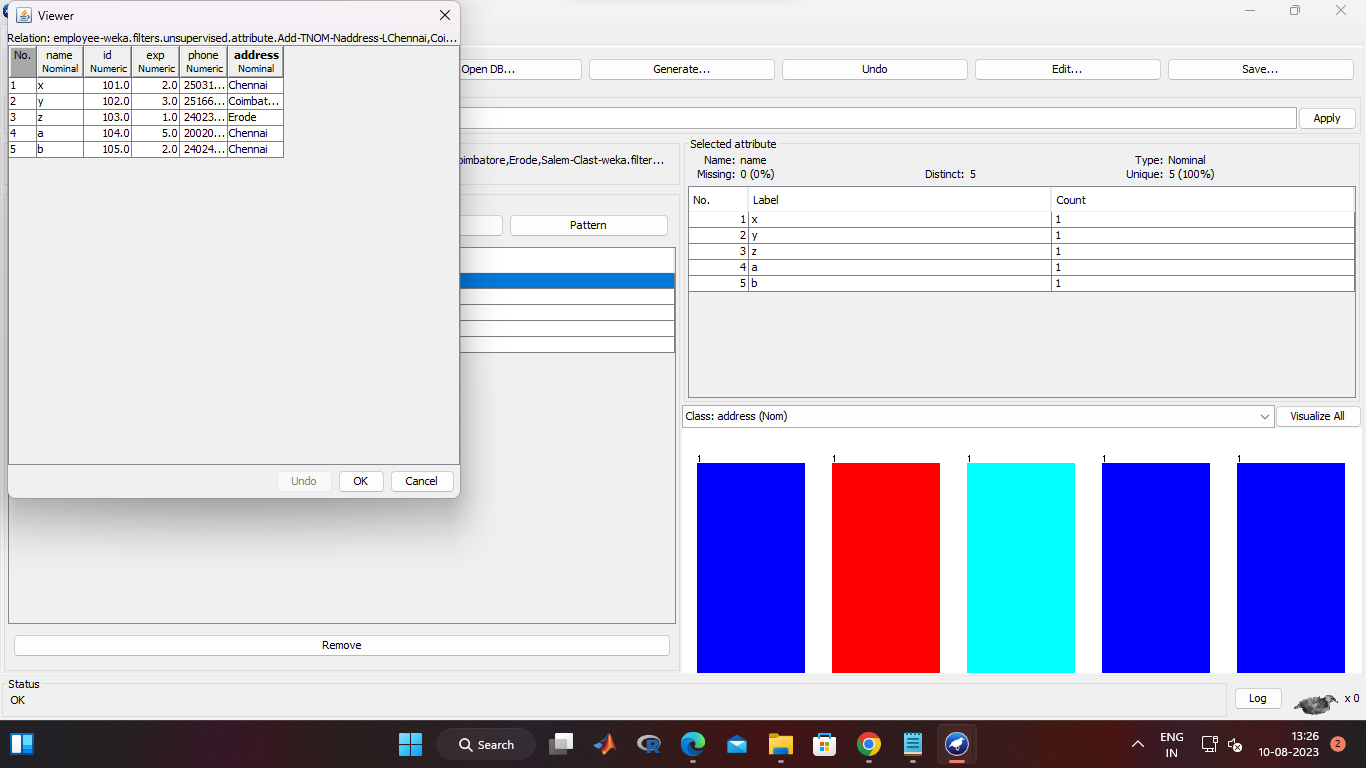 Viewer
Relation: employee-weka.filters.unsupervised.attribute.Add-TNOM-Naddress-LChennai,Coi...
No. name id exp phone address
Nominal Numeric Numeric Numeric Nominal
1 x 101.0 2.0 25031... Chennai
2 y 102.0 3.0 25166... Coimbat...
3 z 103.0 1.0 24023... Erode
4 a 104.0 5.0 20020... Chennai
5 b 105.0 2.0 24024... Chennai
Undo OK Cancel
Open DB... Generate... Undo Edit... Save...
Apply
oimbatore,Erode,Salem-Clast-weka.filter...
Pattern
Remove
Selected attribute
Name: name Type: Nominal
Missing: 0 (0%) Distinct: 5 Unique: 5 (100%)
No. Label Count
1 x 1
2 y 1
3 z 1
4 a 1
5 b 1
Class: address (Nom) Visualize All
1 1 1 1 1
Status
OK
Log x 0
Search
ENG
IN
13:26
10-08-2023
2